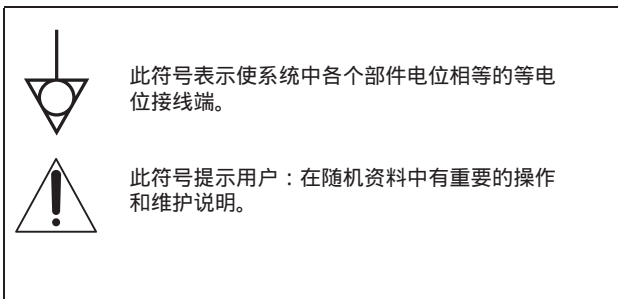 此符号表示使系统中各个部件电位相等的等电
位接线端。
此符号提示用户：在随机资料中有重要的操作
和维护说明。